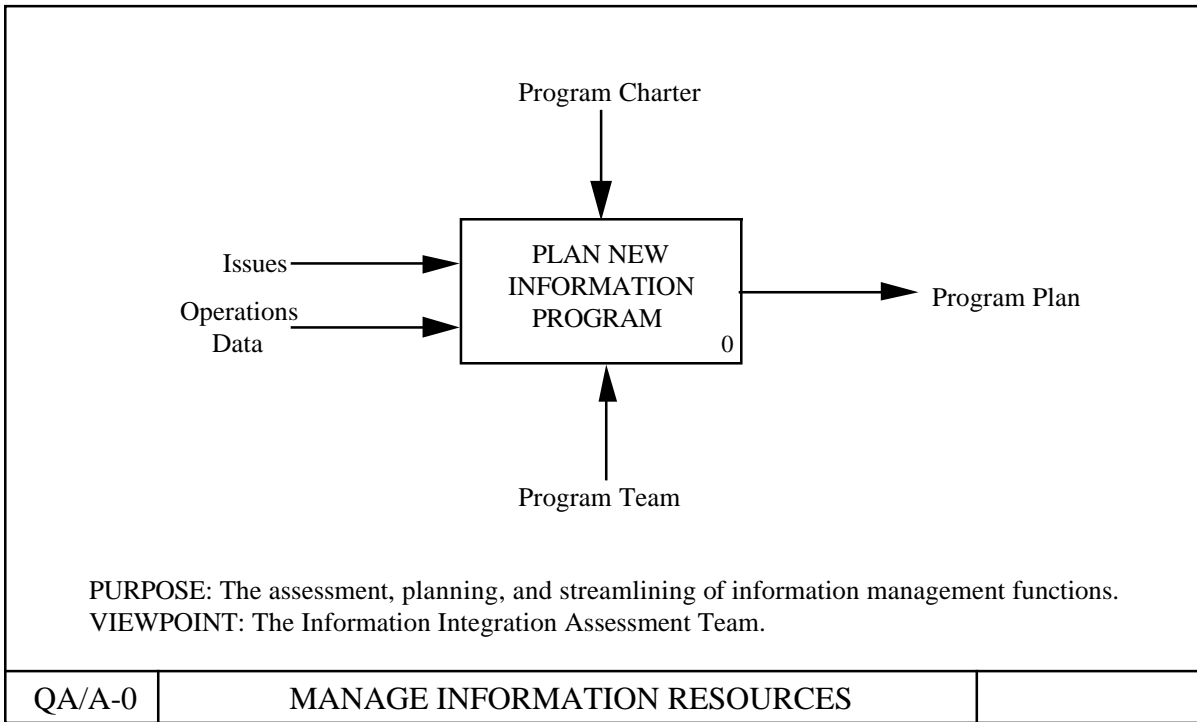 Program Charter
Issues
Operations
Data
PLAN NEW
INFORMATION
PROGRAM
0
Program Plan
Program Team
PURPOSE: The assessment, planning, and streamlining of information management functions.
VIEWPOINT: The Information Integration Assessment Team.
QA/A-0
MANAGE INFORMATION RESOURCES